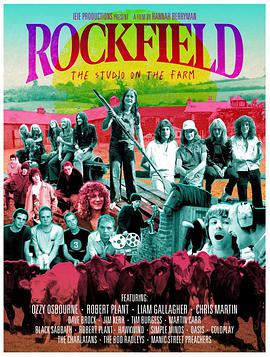 IEIE PRODUCTIONS PRESENT A FILM BY HANNAH BERRYMAN
ROCKFIELD
THE STUDIO ON THE FARM
FEATURING:
OZZY OSBOURNE • ROBERT PLANT • LIAM GALLAGHER • CHRIS MARTIN
DAVE BROCK • JIM KERR • TIM BURGESS • MARTIN CARR
BLACK SABBATH • ROBERT PLANT • HAWKWIND • SIMPLE MINDS • OASIS • COLDPLAY
THE CHARLATANS • THE BOO RADLEYS • MANIC STREET PREACHERS